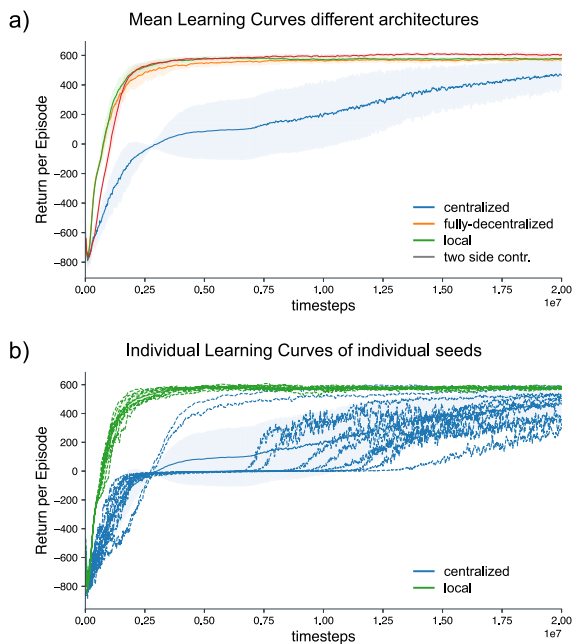 a)
Mean Learning Curves different architectures
600
400
200
0
−200
−400
−600
−800
Return per Episode
centralized
fully-decentralized
local
two side contr.
0.00 0.25 0.50 0.75 1.00 1.25 1.50 1.75 2.00
timesteps
1e7
b)
Individual Learning Curves of individual seeds
600
400
200
0
−200
−400
−600
−800
Return per Episode
centralized
local
0.00 0.25 0.50 0.75 1.00 1.25 1.50 1.75 2.00
timesteps
1e7